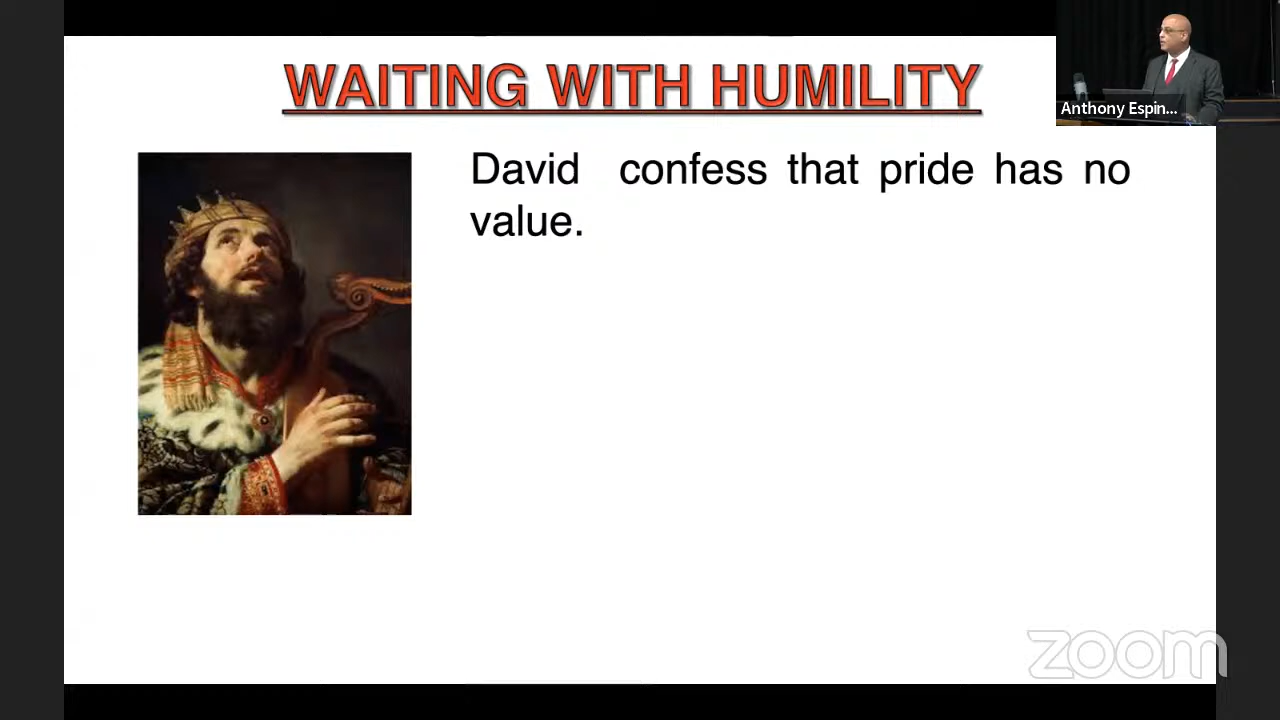 WAITING WITH HUMILITY
Anthony Espin...
David confess that pride has no
value.
zoom